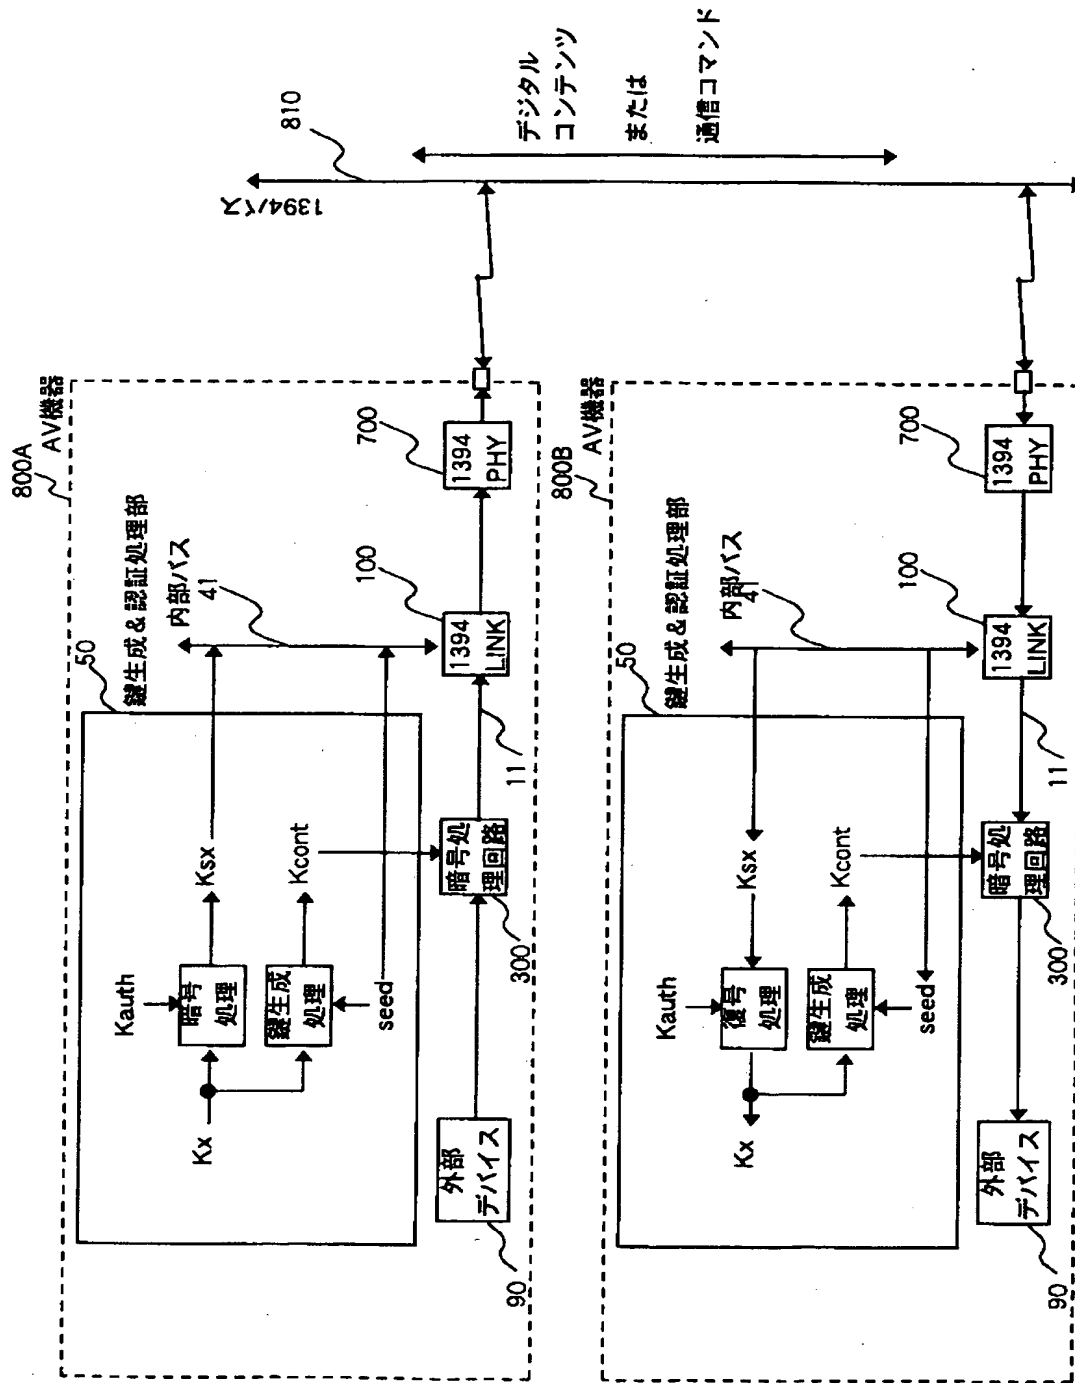 800A
AV機器
50
鍵生成&認証処理部
内部バス
41
Kauth
Kx
暗号
処理
Ksx
鍵生成
処理
Kcont
seed
外部
デバイス
90
暗号処
理回路
300
11
1394
LINK
100
1394
PHY
700
800B
AV機器
50
鍵生成&認証処理部
内部バス
41
Kauth
Kx
復号
処理
Ksx
鍵生成
処理
Kcont
seed
外部
デバイス
90
暗号処
理回路
300
11
1394
LINK
100
1394
PHY
700
1394バス
810
デジタル
コンテンツ
または
通信コマンド